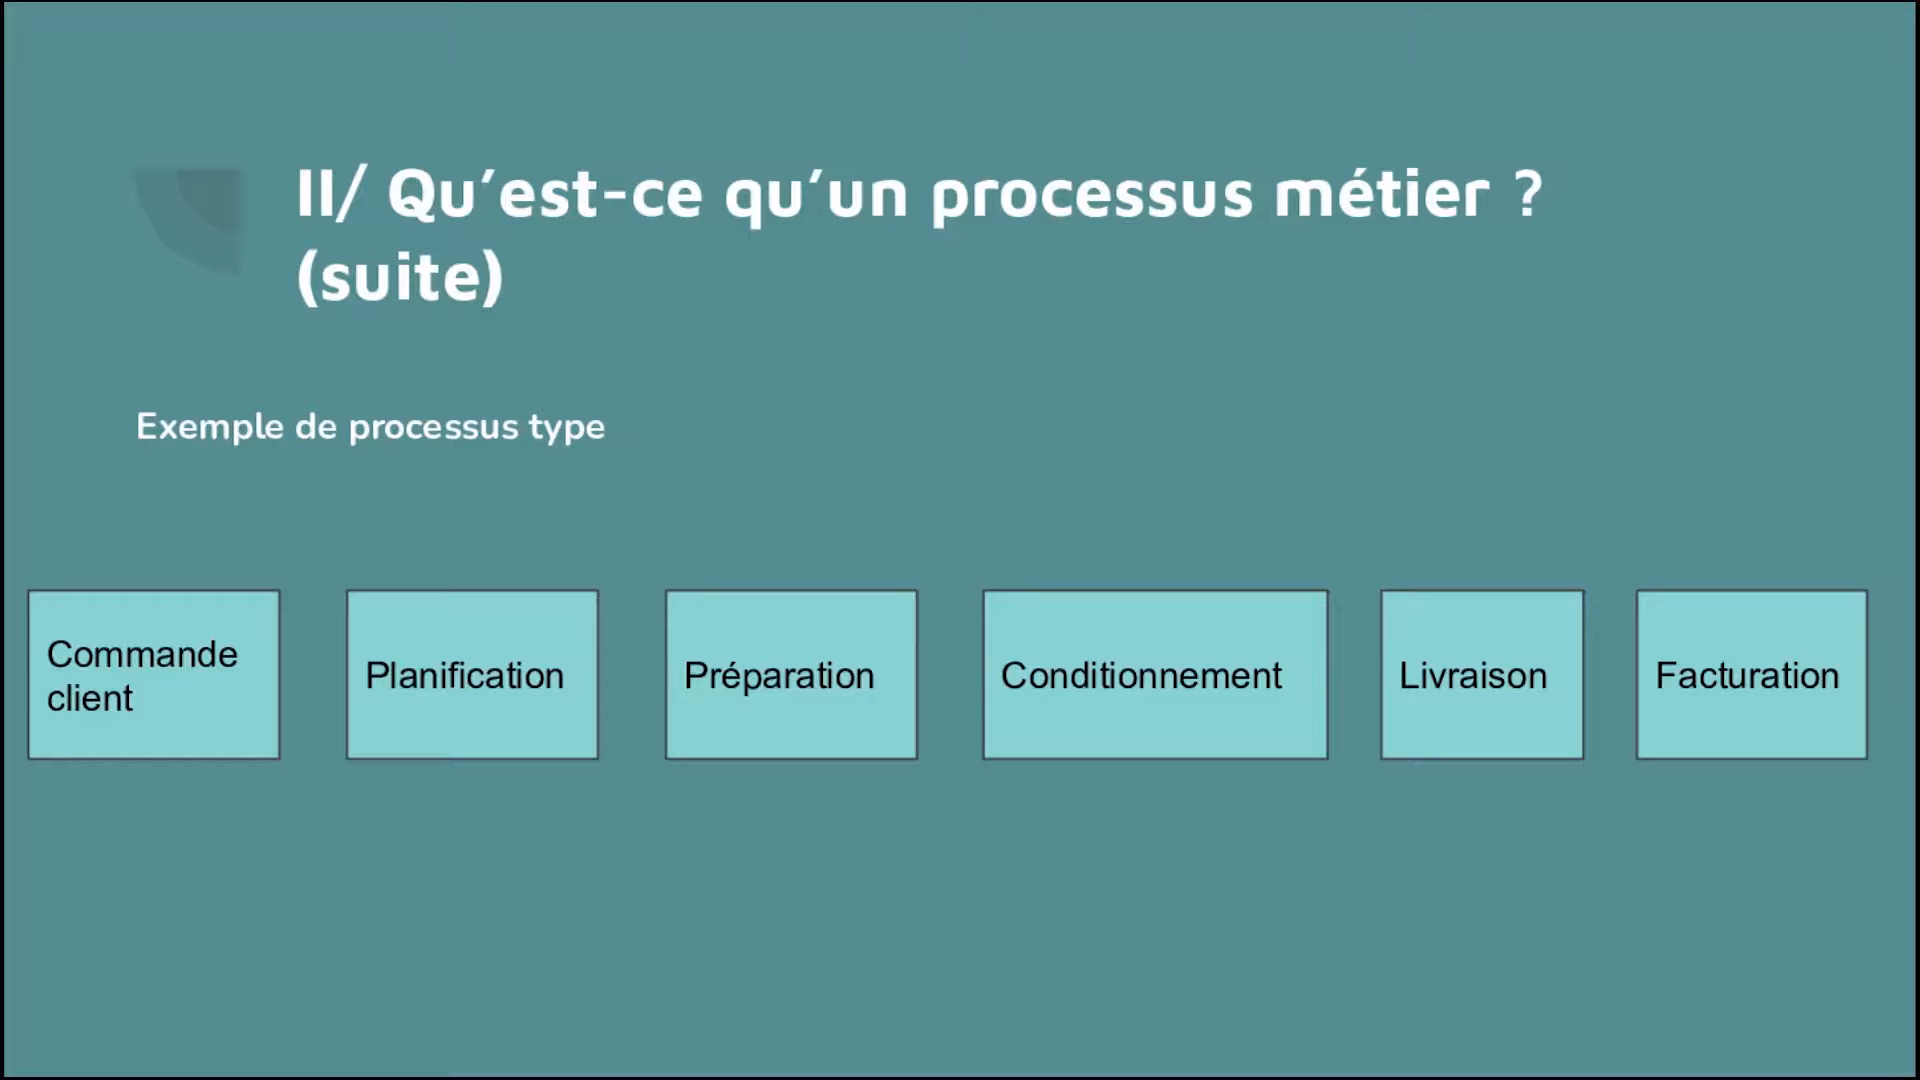 II/ Qu’est-ce qu’un processus métier ?
(suite)
Exemple de processus type
Commande
client
Planification
Préparation
Conditionnement
Livraison
Facturation